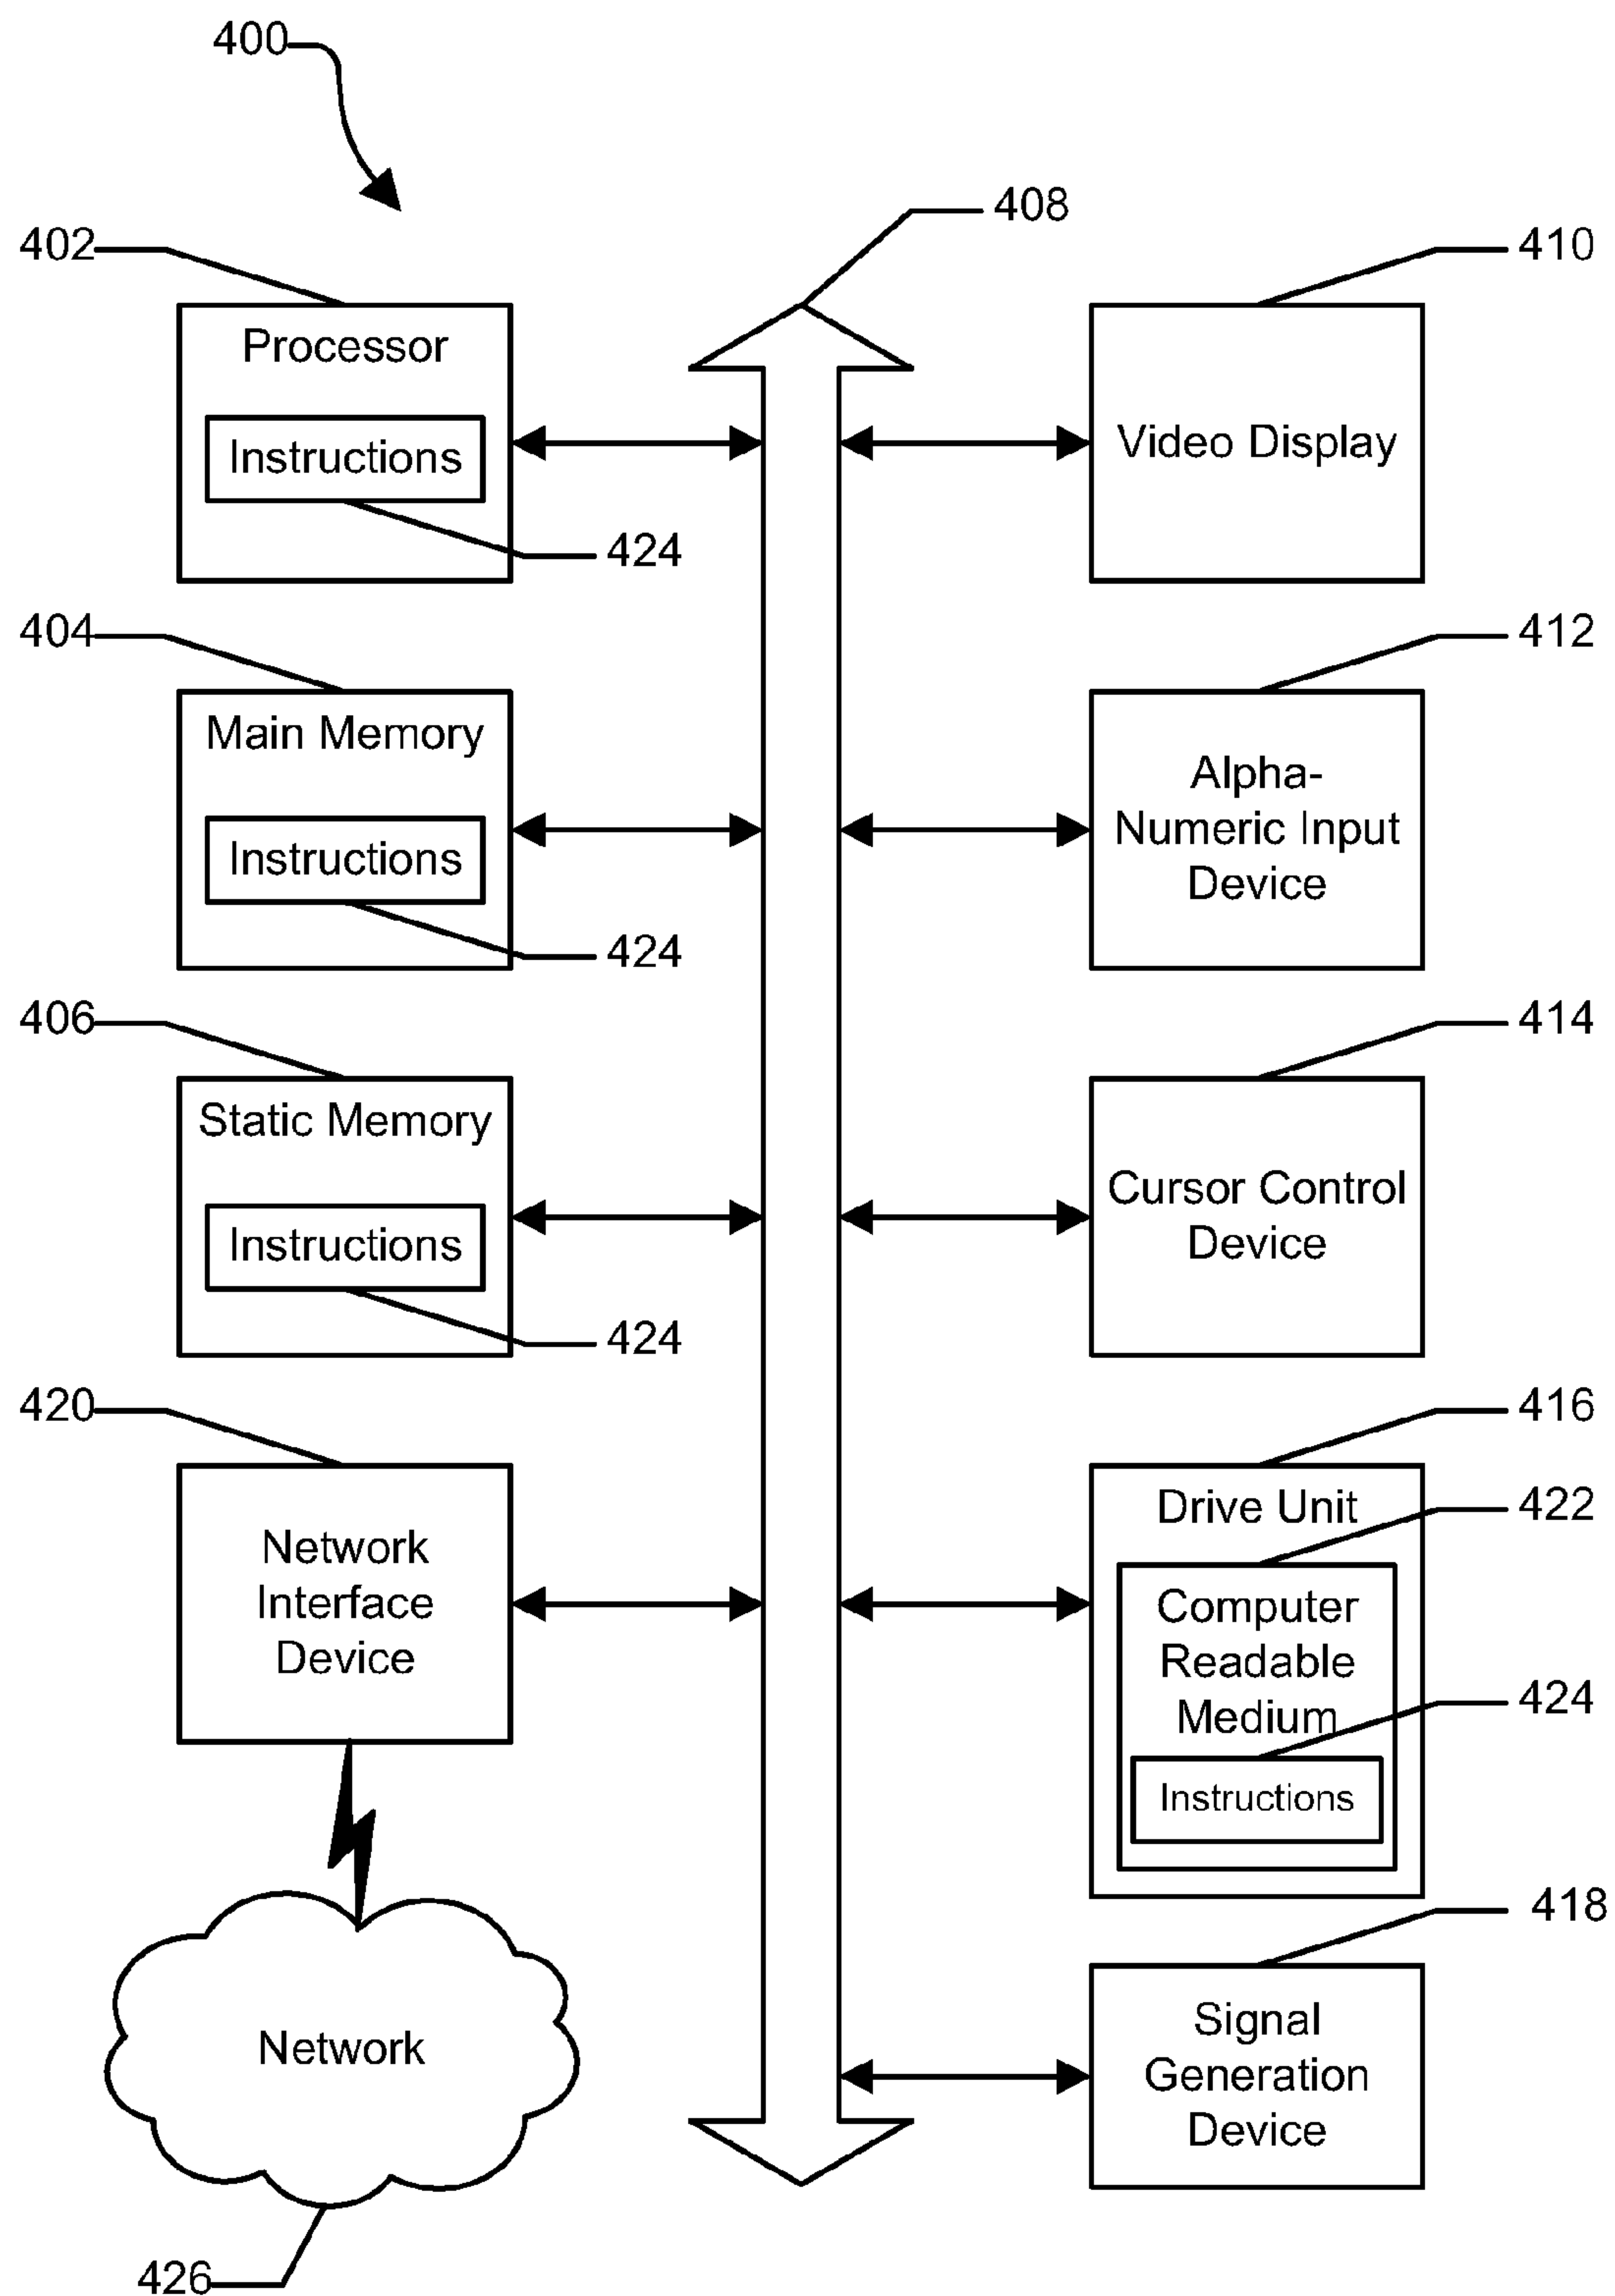 400
408
402
Processor
Instructions
424
410
Video Display
404
Main Memory
Instructions
424
412
Alpha-
Numeric Input
Device
406
Static Memory
Instructions
424
414
Cursor Control
Device
420
Network
Interface
Device
416
Drive Unit
422
Computer
Readable
Medium
424
Instructions
418
Signal
Generation
Device
Network
426